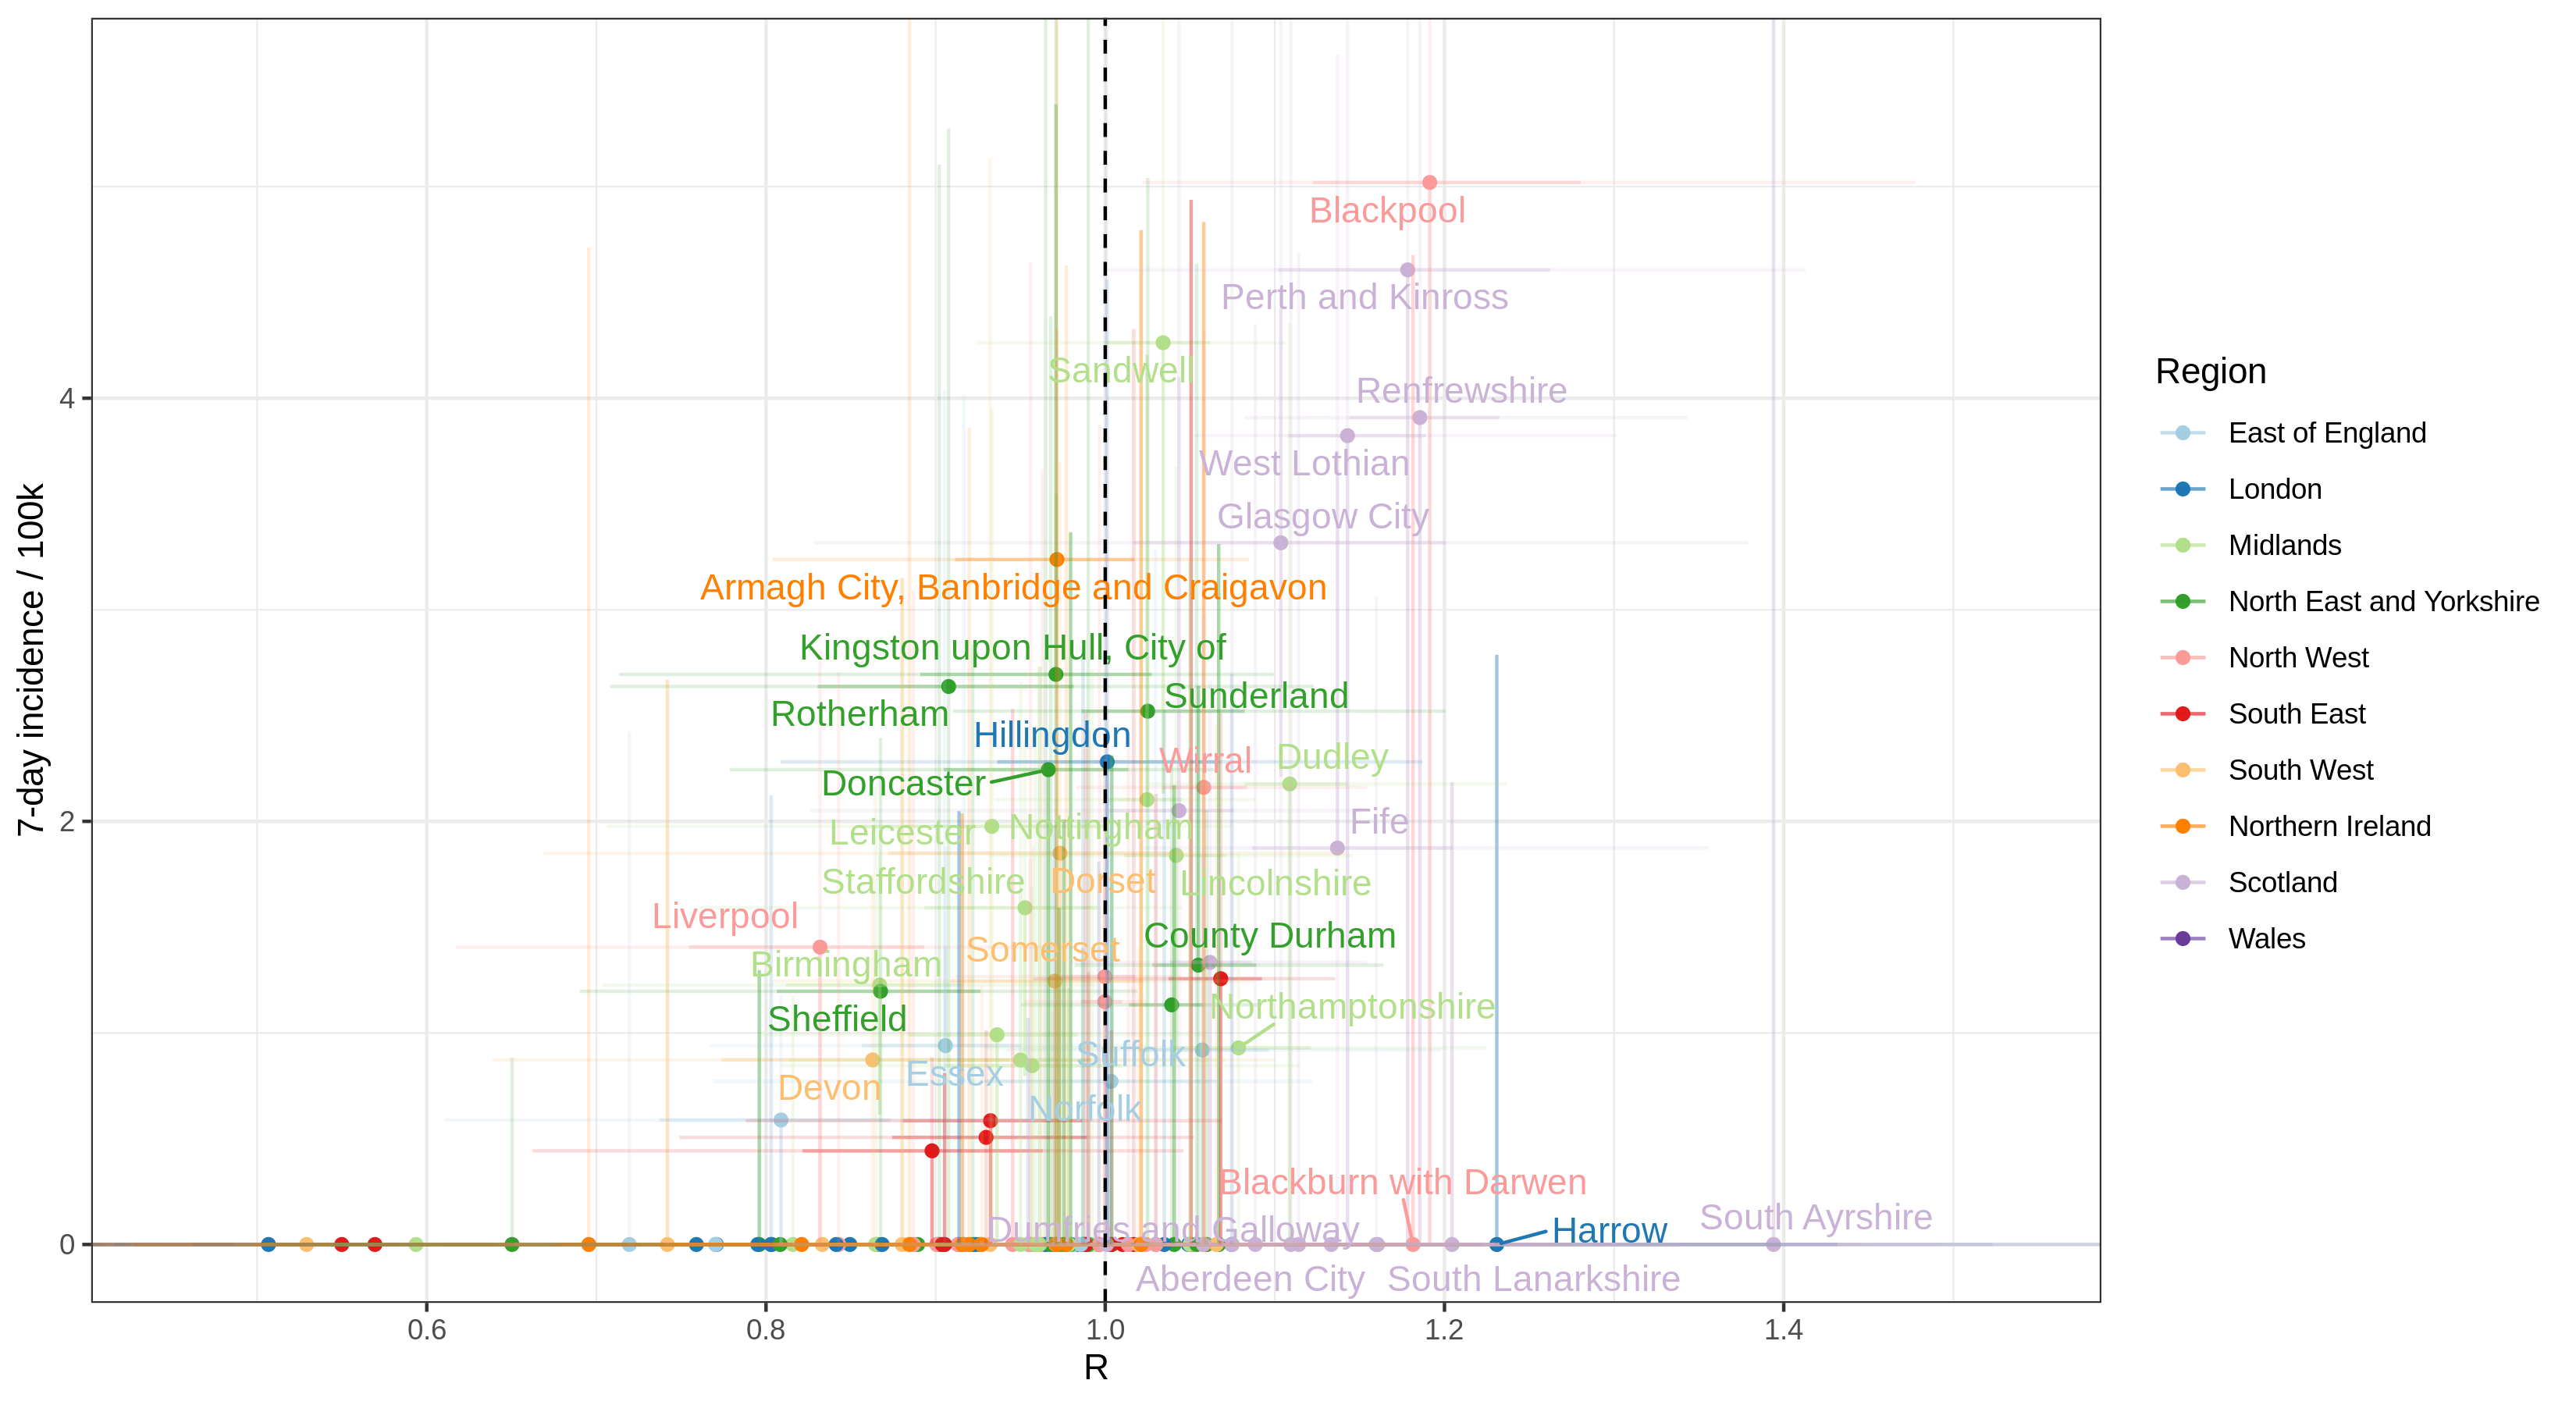 Blackpool
Perth and Kinross
Sandwell
Renfrewshire
West Lothian
Glasgow City
Armagh City, Banbridge and Craigavon
Kingston upon Hull, City of
Sunderland
Rotherham
Hillingdon
Wirral
Dudley
Doncaster
Fife
Leicester
Nottingham
Staffordshire
Dorset
Lincolnshire
Liverpool
County Durham
Somerset
Birmingham
Northamptonshire
Sheffield
Suffolk
Essex
Devon
Norfolk
Blackburn with Darwen
South Ayrshire
Dumfries and Galloway
Harrow
Aberdeen City
South Lanarkshire
7-day incidence / 100k
4
2
0
0.6
0.8
1.0
1.2
1.4
R
Region
East of England
London
Midlands
North East and Yorkshire
North West
South East
South West
Northern Ireland
Scotland
Wales